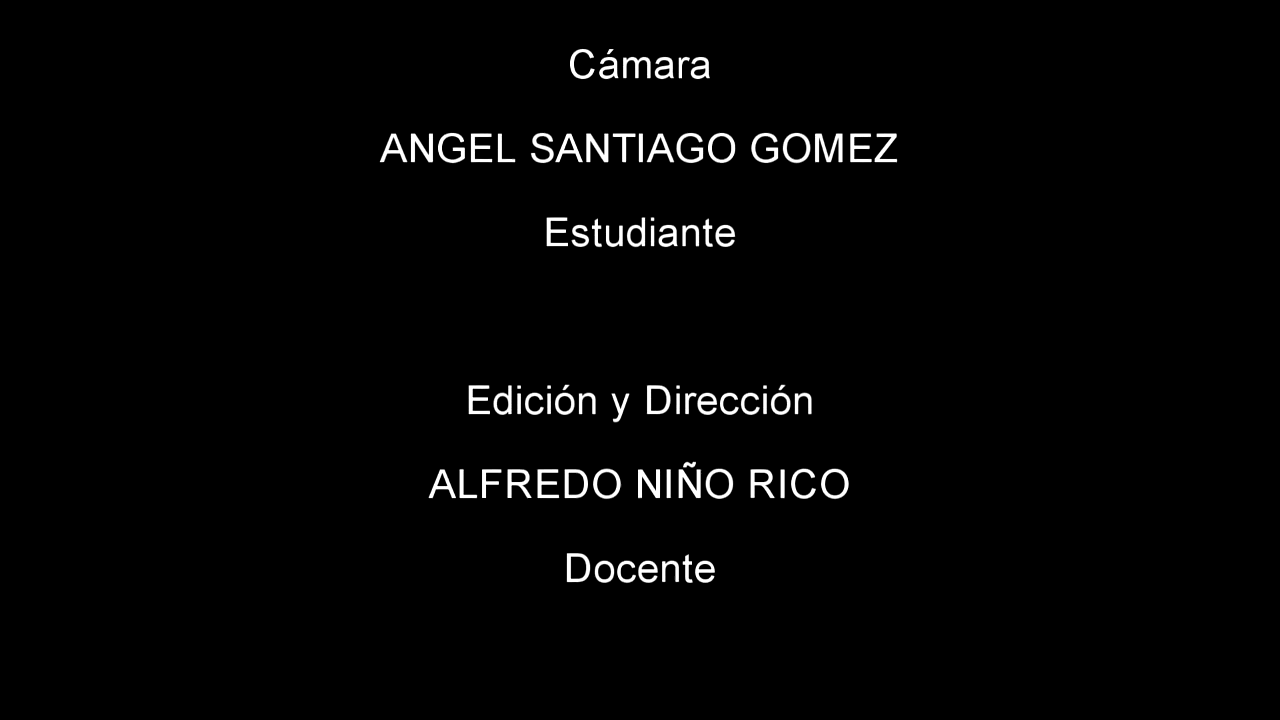 Cámara
ANGEL SANTIAGO GOMEZ
Estudiante
Edición y Dirección
ALFREDO NIÑO RICO
Docente